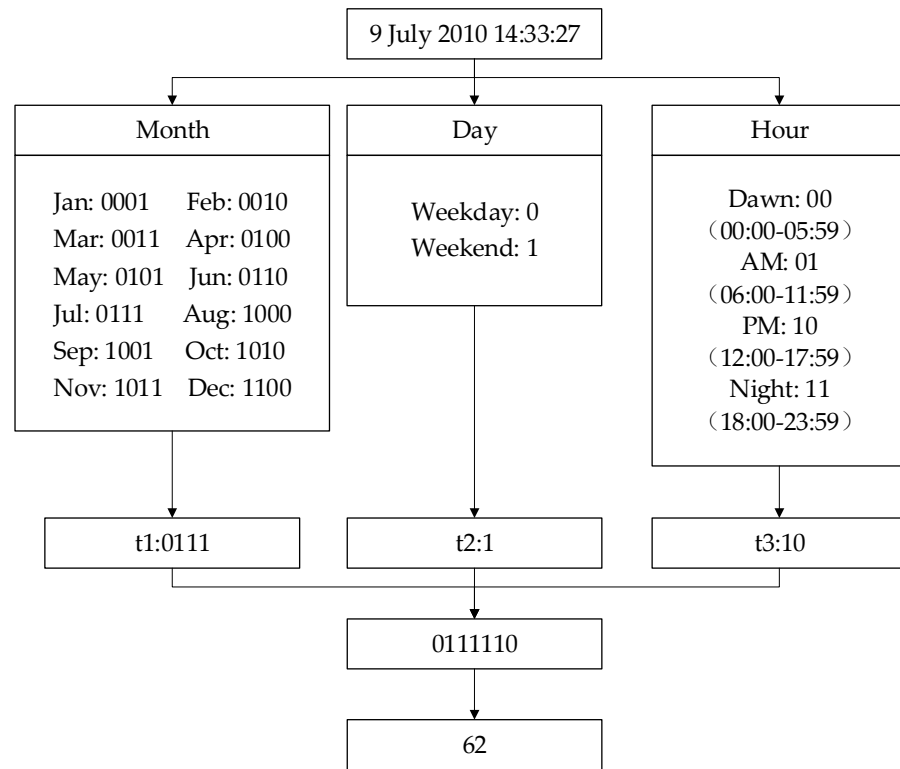 9 July 2010 14:33:27
Month
Jan: 0001 Feb: 0010
Mar: 0011 Apr: 0100
May: 0101 Jun: 0110
Jul: 0111 Aug: 1000
Sep: 1001 Oct: 1010
Nov: 1011 Dec: 1100
Day
Weekday: 0
Weekend: 1
Hour
Dawn: 00
（00:00-05:59）
AM: 01
（06:00-11:59）
PM: 10
（12:00-17:59）
Night: 11
（18:00-23:59）
t1:0111
t2:1
t3:10
0111110
62